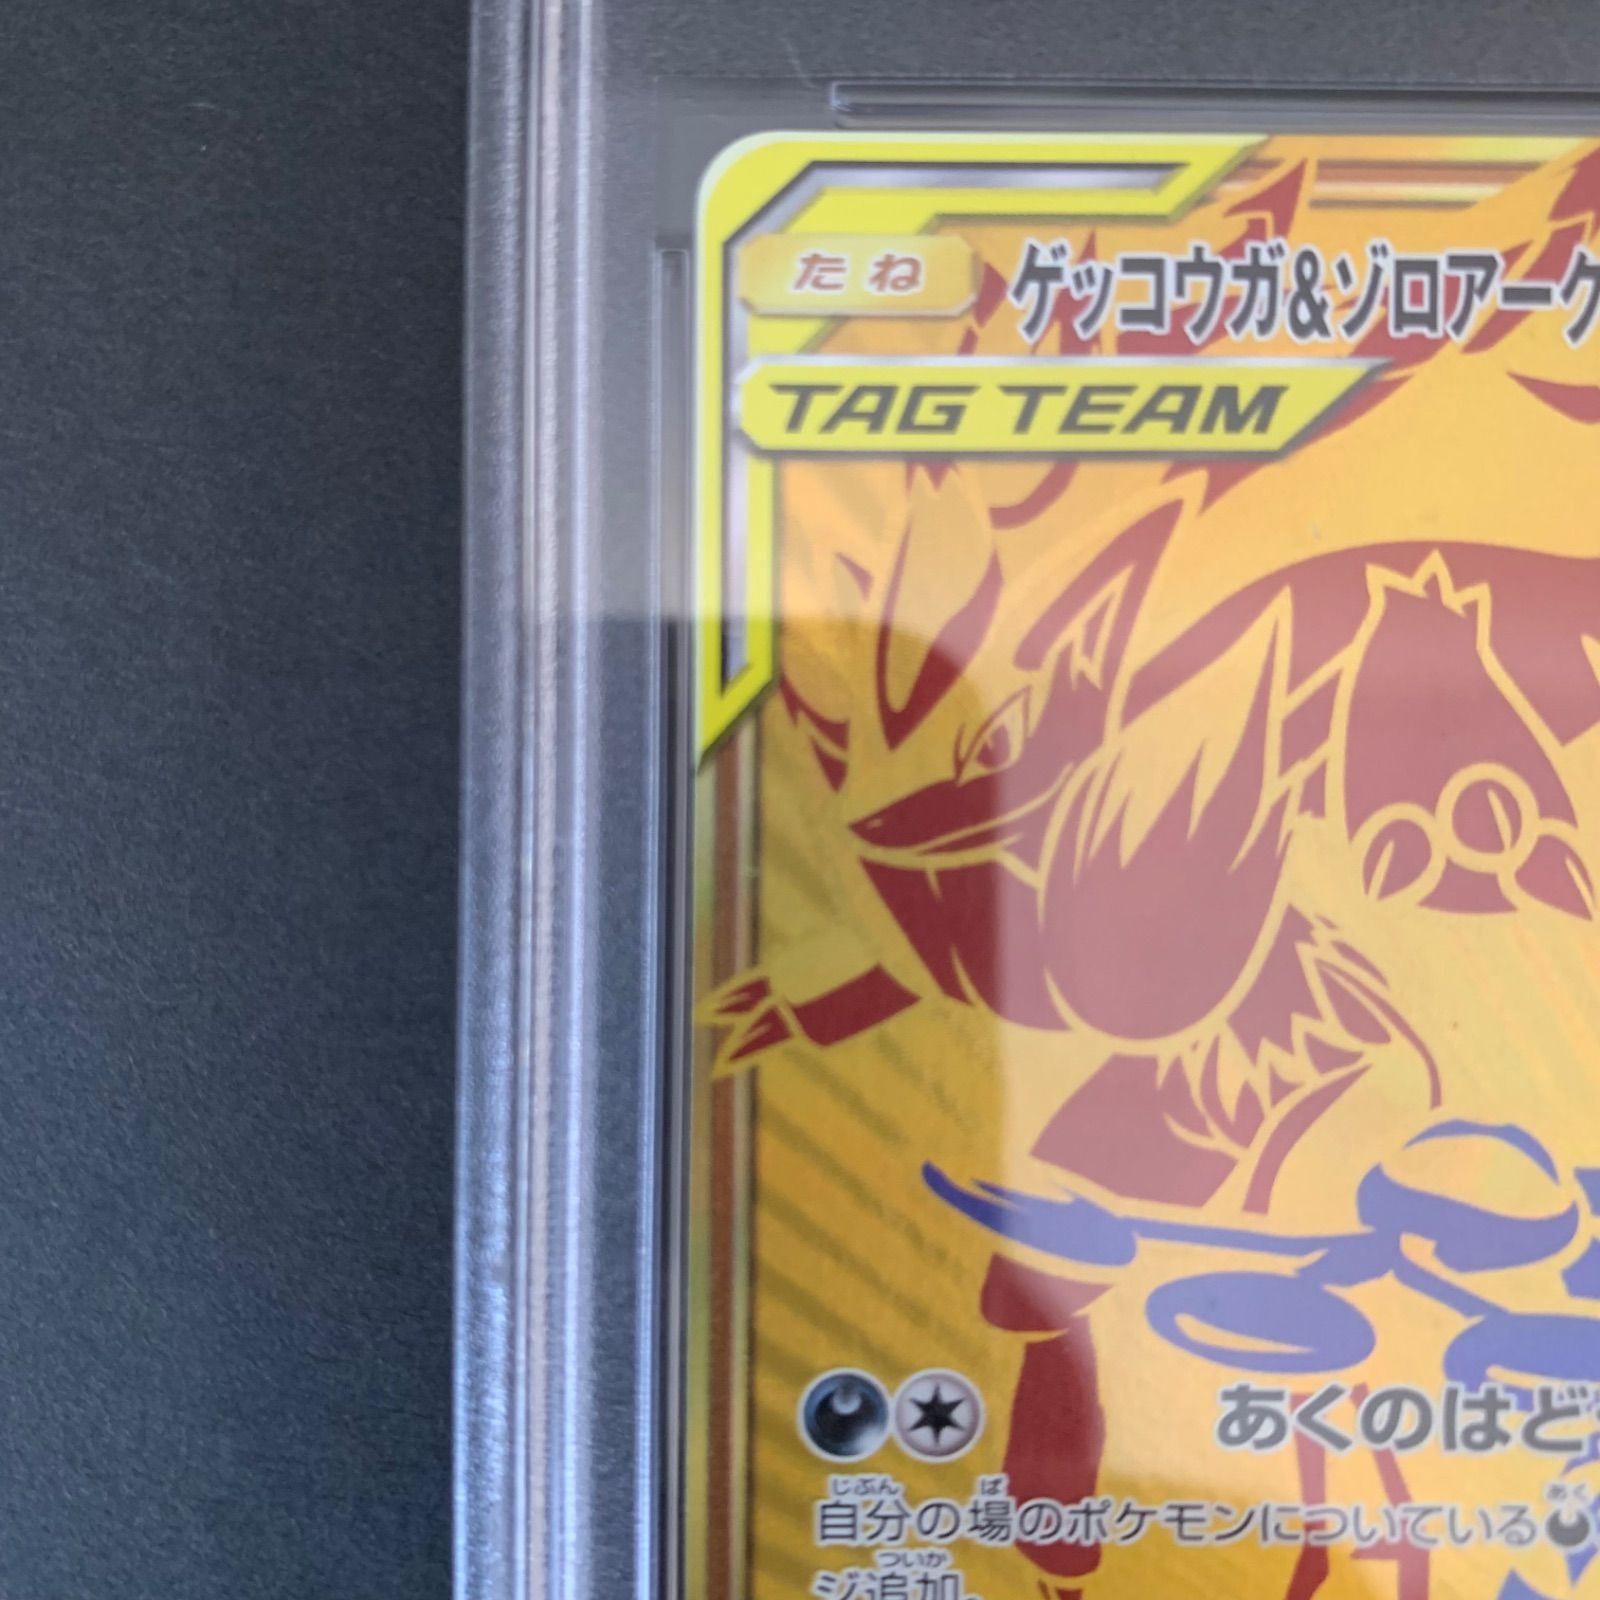 たね
ゲッコウガ&ゾロアーク
TAG TEAM
あくのはど
じぶん ば あく
自分の場のポケモンについている
ついか
ジ追加。